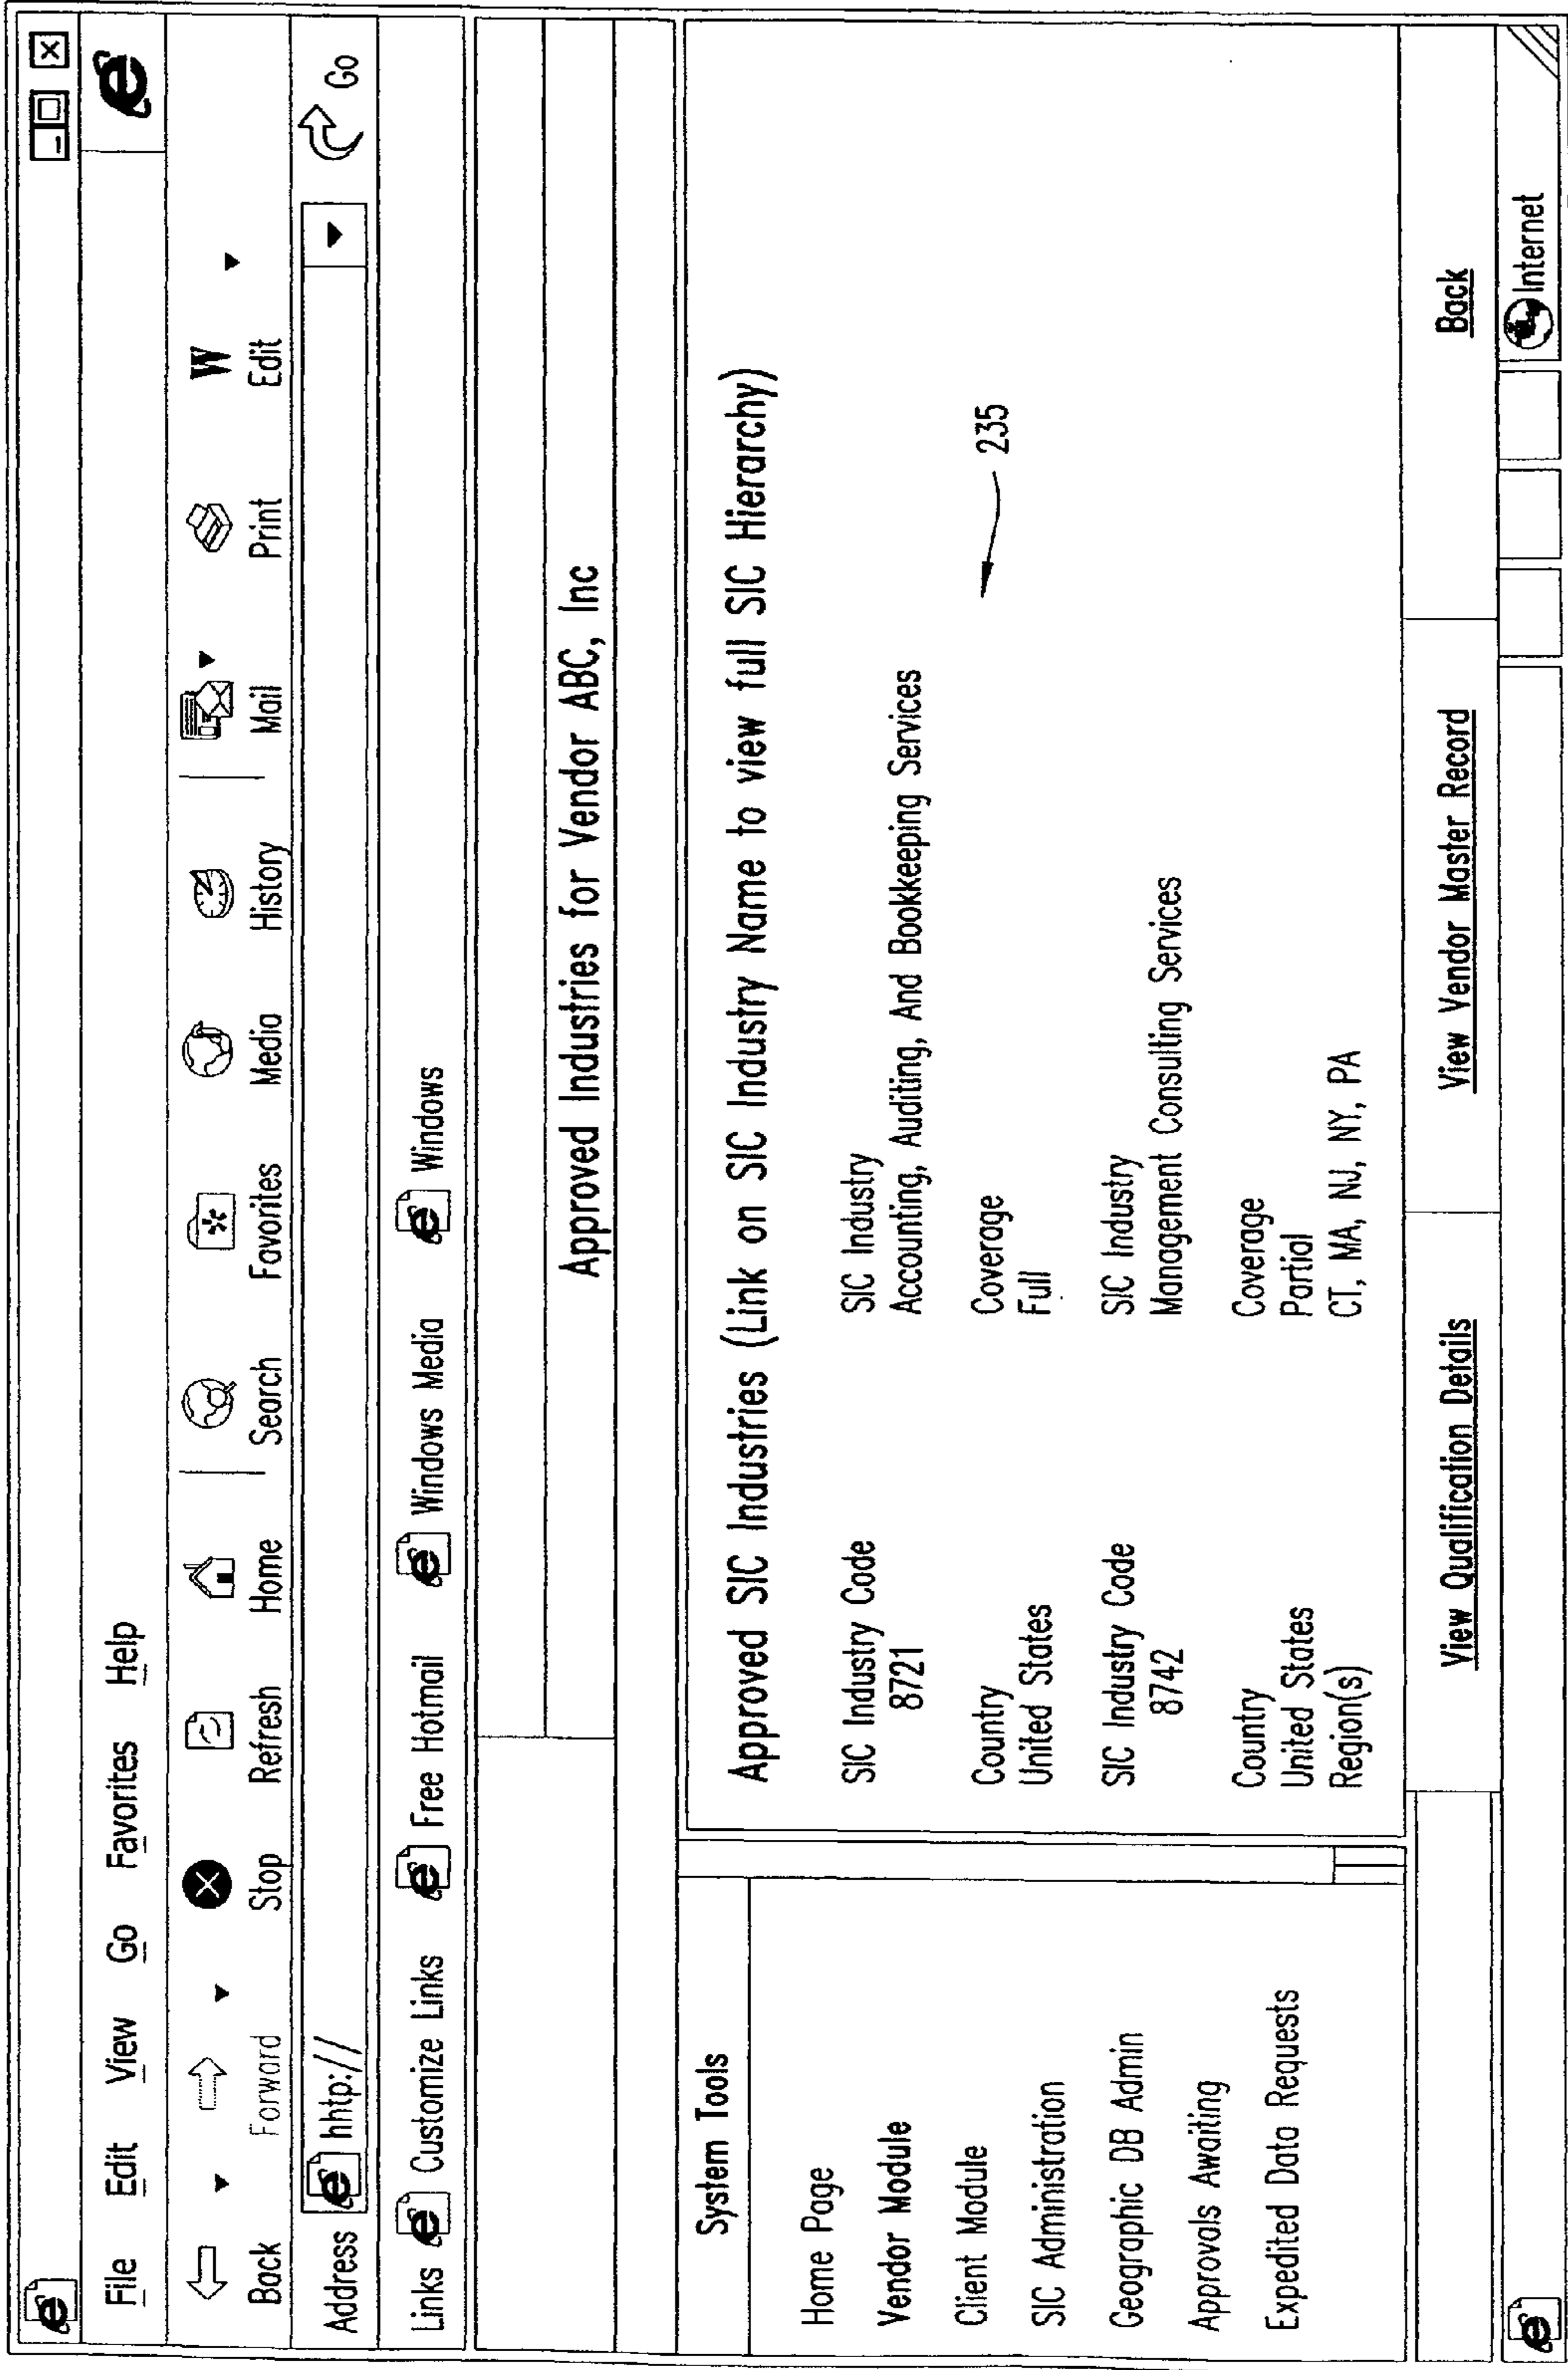 File Edit View Go Favorites Help
Back Forward Stop Refresh Home Search Favorites Media History Mail Print Edit
W
Address hhtp:// Go
Links Customize Links Free Hotmail Windows Media Windows
Approved Industries for Vendor ABC, Inc
System Tools
Home Page
Vendor Module
Client Module
SIC Administration
Geographic DB Admin
Approvals Awaiting
Expedited Data Requests
Approved SIC Industries (Link on SIC Industry Name to view full SIC Hierarchy)
SIC Industry Code SIC Industry
8721 Accounting, Auditing, And Bookkeeping Services
Country Coverage
United States Full
235
SIC Industry Code SIC Industry
8742 Management Consulting Services
Country Coverage
United States Partial
Region(s) CT, MA, NJ, NY, PA
View Qualification Details View Vendor Master Record Back
Internet